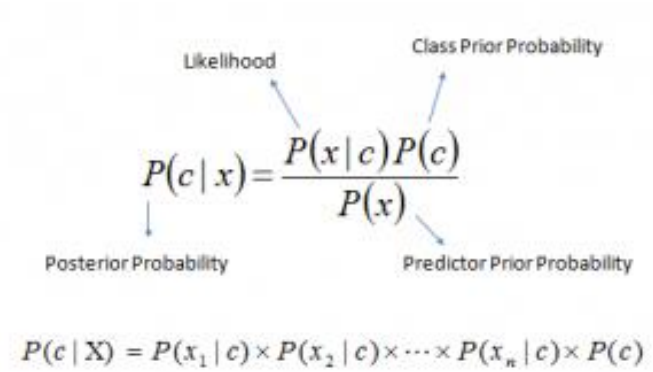 Class Prior Probability
Likelihood
P(c | x) = P(x | c)P(c) / P(x)
Posterior Probability
Predictor Prior Probability
P(c | X) = P(x₁ | c) × P(x₂ | c) × ··· × P(xₙ | c) × P(c)